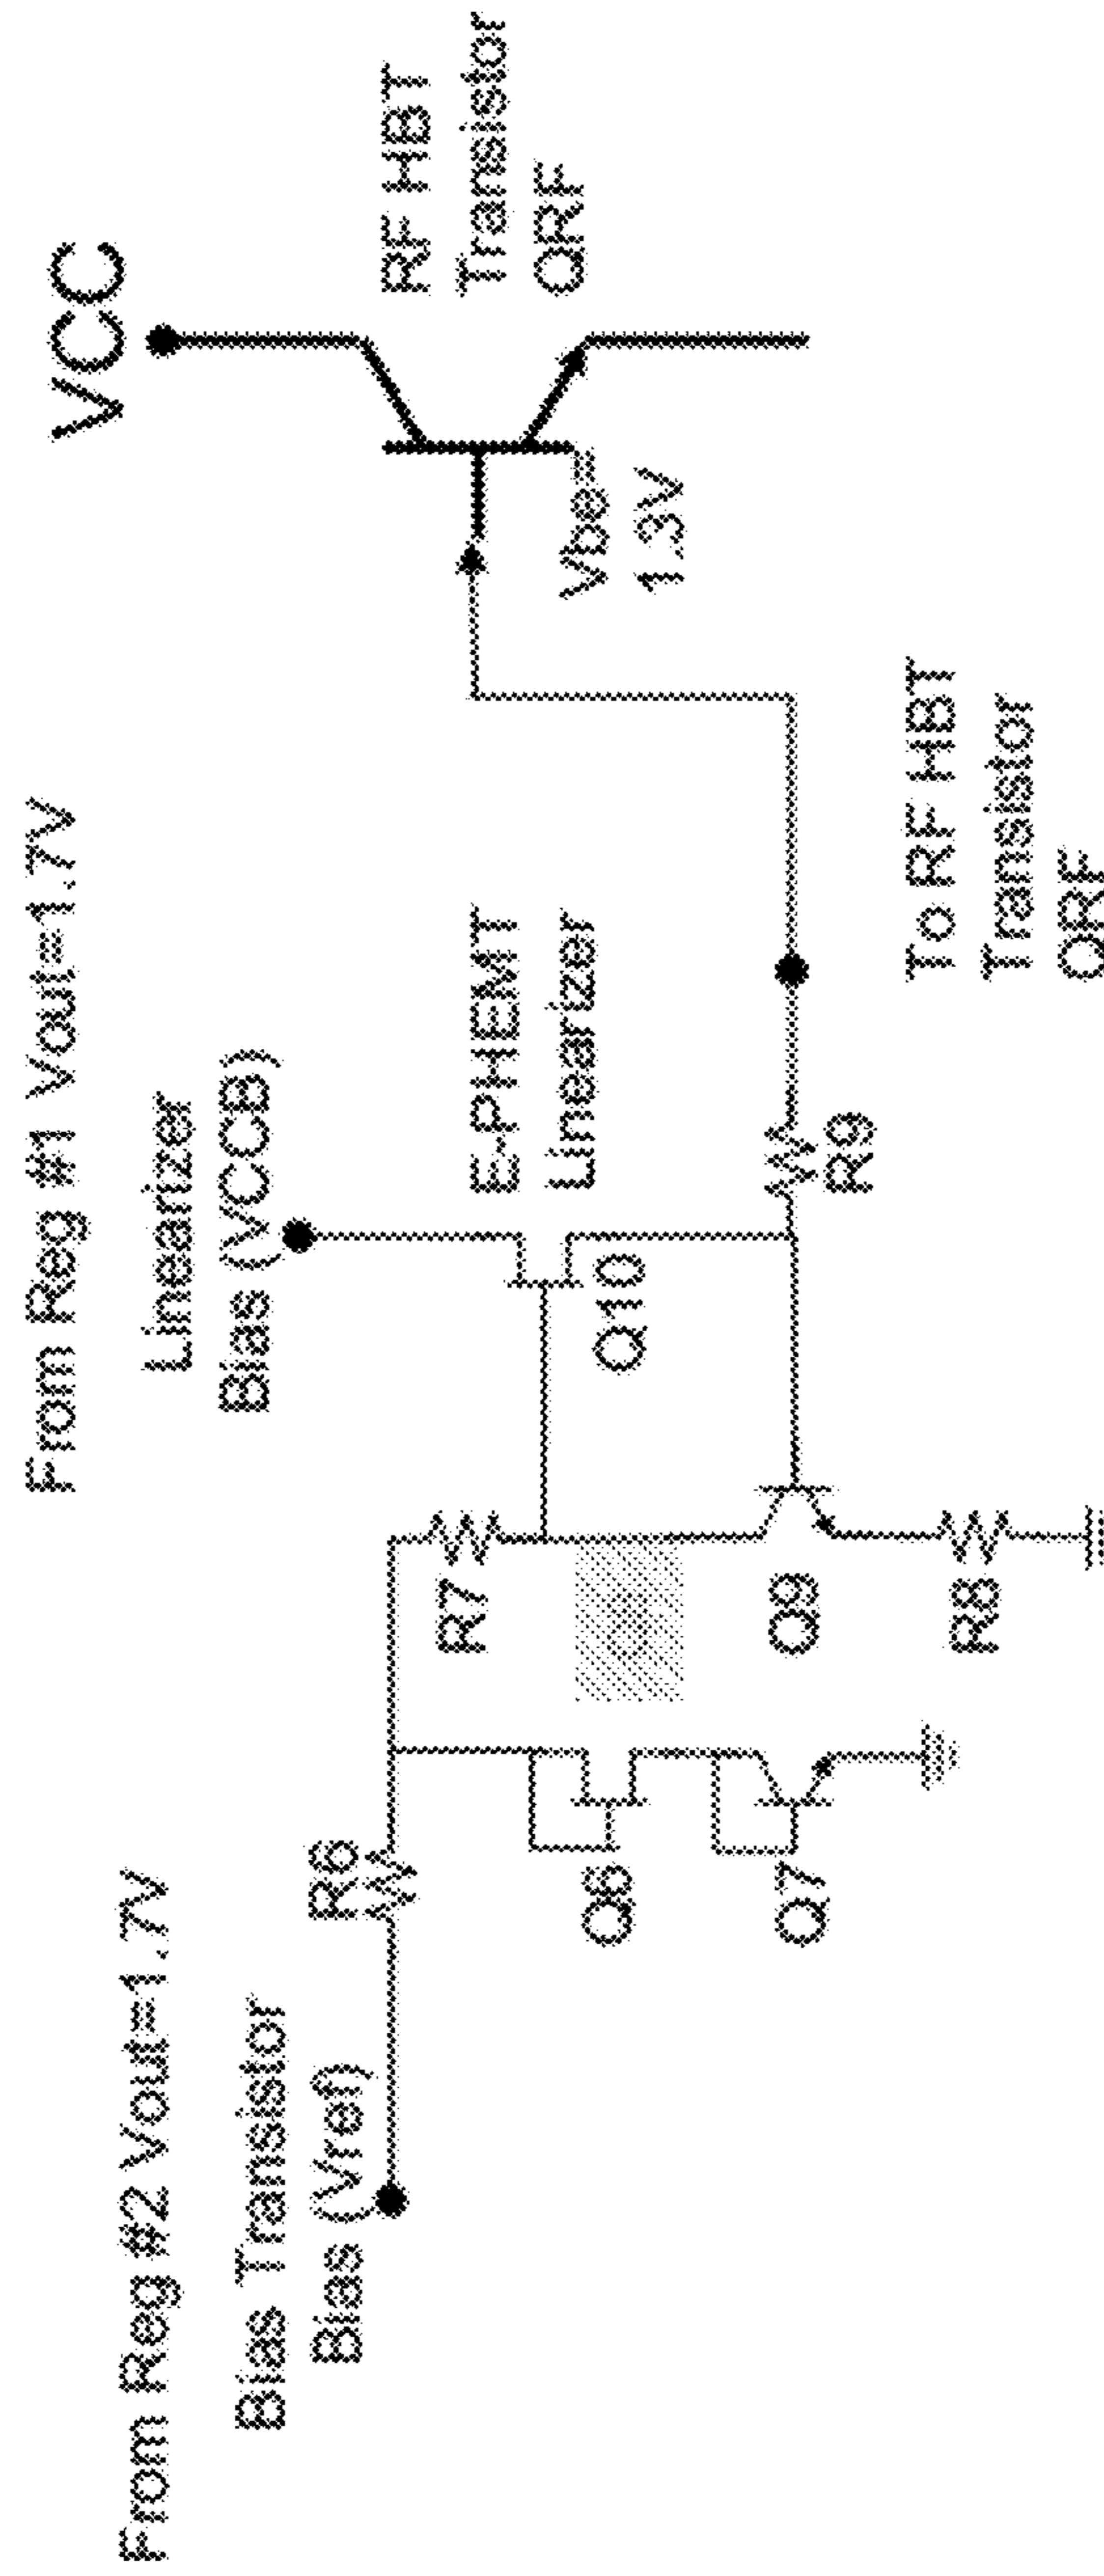 From Reg #2 Vout=1.7V
Bias Transistor
Bias (Vref)
R6
Q6
Q7
From Reg #1 Vout=1.7V
Linearizer
Bias (VCCB)
R7
Q9
R8
E-PHEMT
Linearizer
Q10
R9
VCC
RF HBT
Transistor
QRF
Vbe=
1.3V
To RF HBT
Transistor
QRF